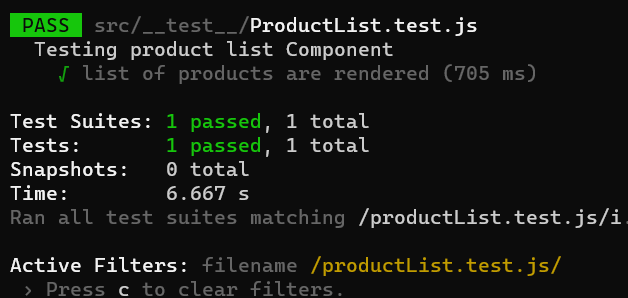 PASS src/__test__/ProductList.test.js
Testing product list Component
√ list of products are rendered (705 ms)
Test Suites: 1 passed, 1 total
Tests: 1 passed, 1 total
Snapshots: 0 total
Time: 6.667 s
Ran all test suites matching /productList.test.js/i.
Active Filters: filename /productList.test.js/
› Press c to clear filters.